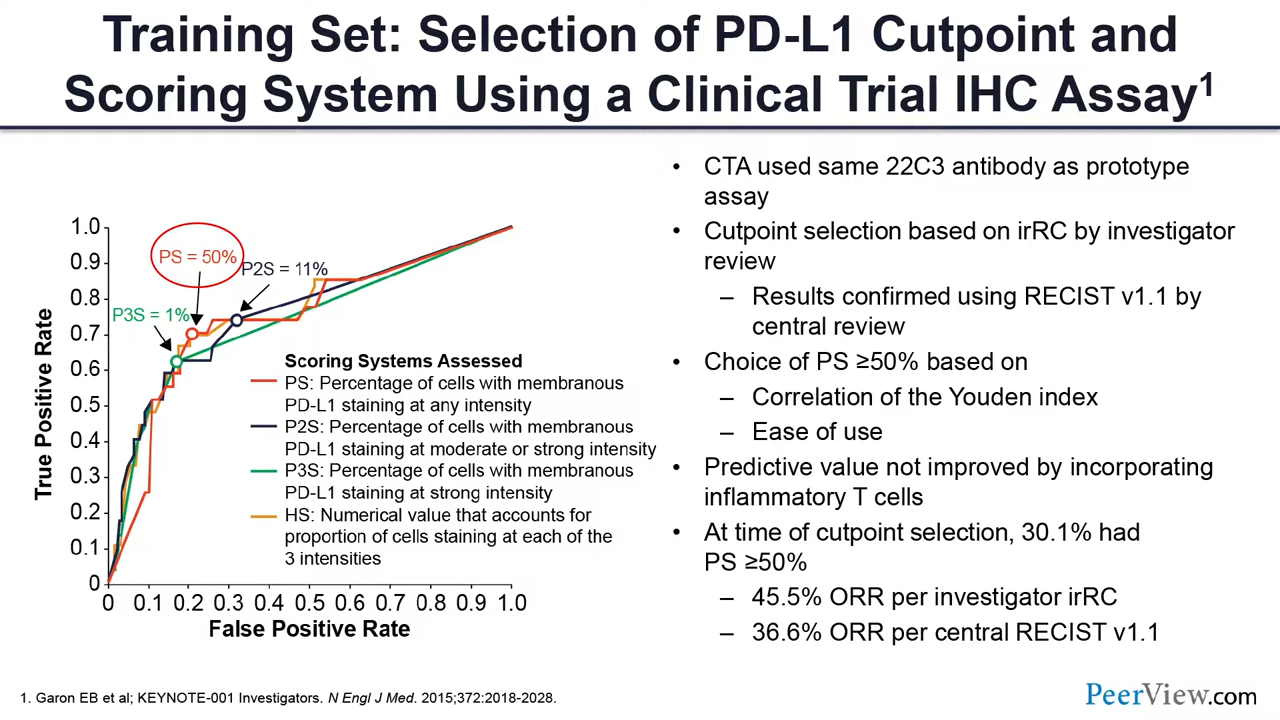 Training Set: Selection of PD-L1 Cutpoint and
Scoring System Using a Clinical Trial IHC Assay1
1.0
0.9
0.8
0.7
0.6
0.5
0.4
0.3
0.2
0.1
0
True Positive Rate
PS = 50%
P2S = 11%
P3S = 1%
Scoring Systems Assessed
PS: Percentage of cells with membranous
PD-L1 staining at any intensity
P2S: Percentage of cells with membranous
PD-L1 staining at moderate or strong intensity
P3S: Percentage of cells with membranous
PD-L1 staining at strong intensity
HS: Numerical value that accounts for
proportion of cells staining at each of the
3 intensities
0 0.1 0.2 0.3 0.4 0.5 0.6 0.7 0.8 0.9 1.0
False Positive Rate
• CTA used same 22C3 antibody as prototype
assay
• Cutpoint selection based on irRC by investigator
review
– Results confirmed using RECIST v1.1 by
central review
• Choice of PS ≥50% based on
– Correlation of the Youden index
– Ease of use
• Predictive value not improved by incorporating
inflammatory T cells
• At time of cutpoint selection, 30.1% had
PS ≥50%
– 45.5% ORR per investigator irRC
– 36.6% ORR per central RECIST v1.1
1. Garon EB et al; KEYNOTE-001 Investigators. N Engl J Med. 2015;372:2018-2028.
PeerView.com